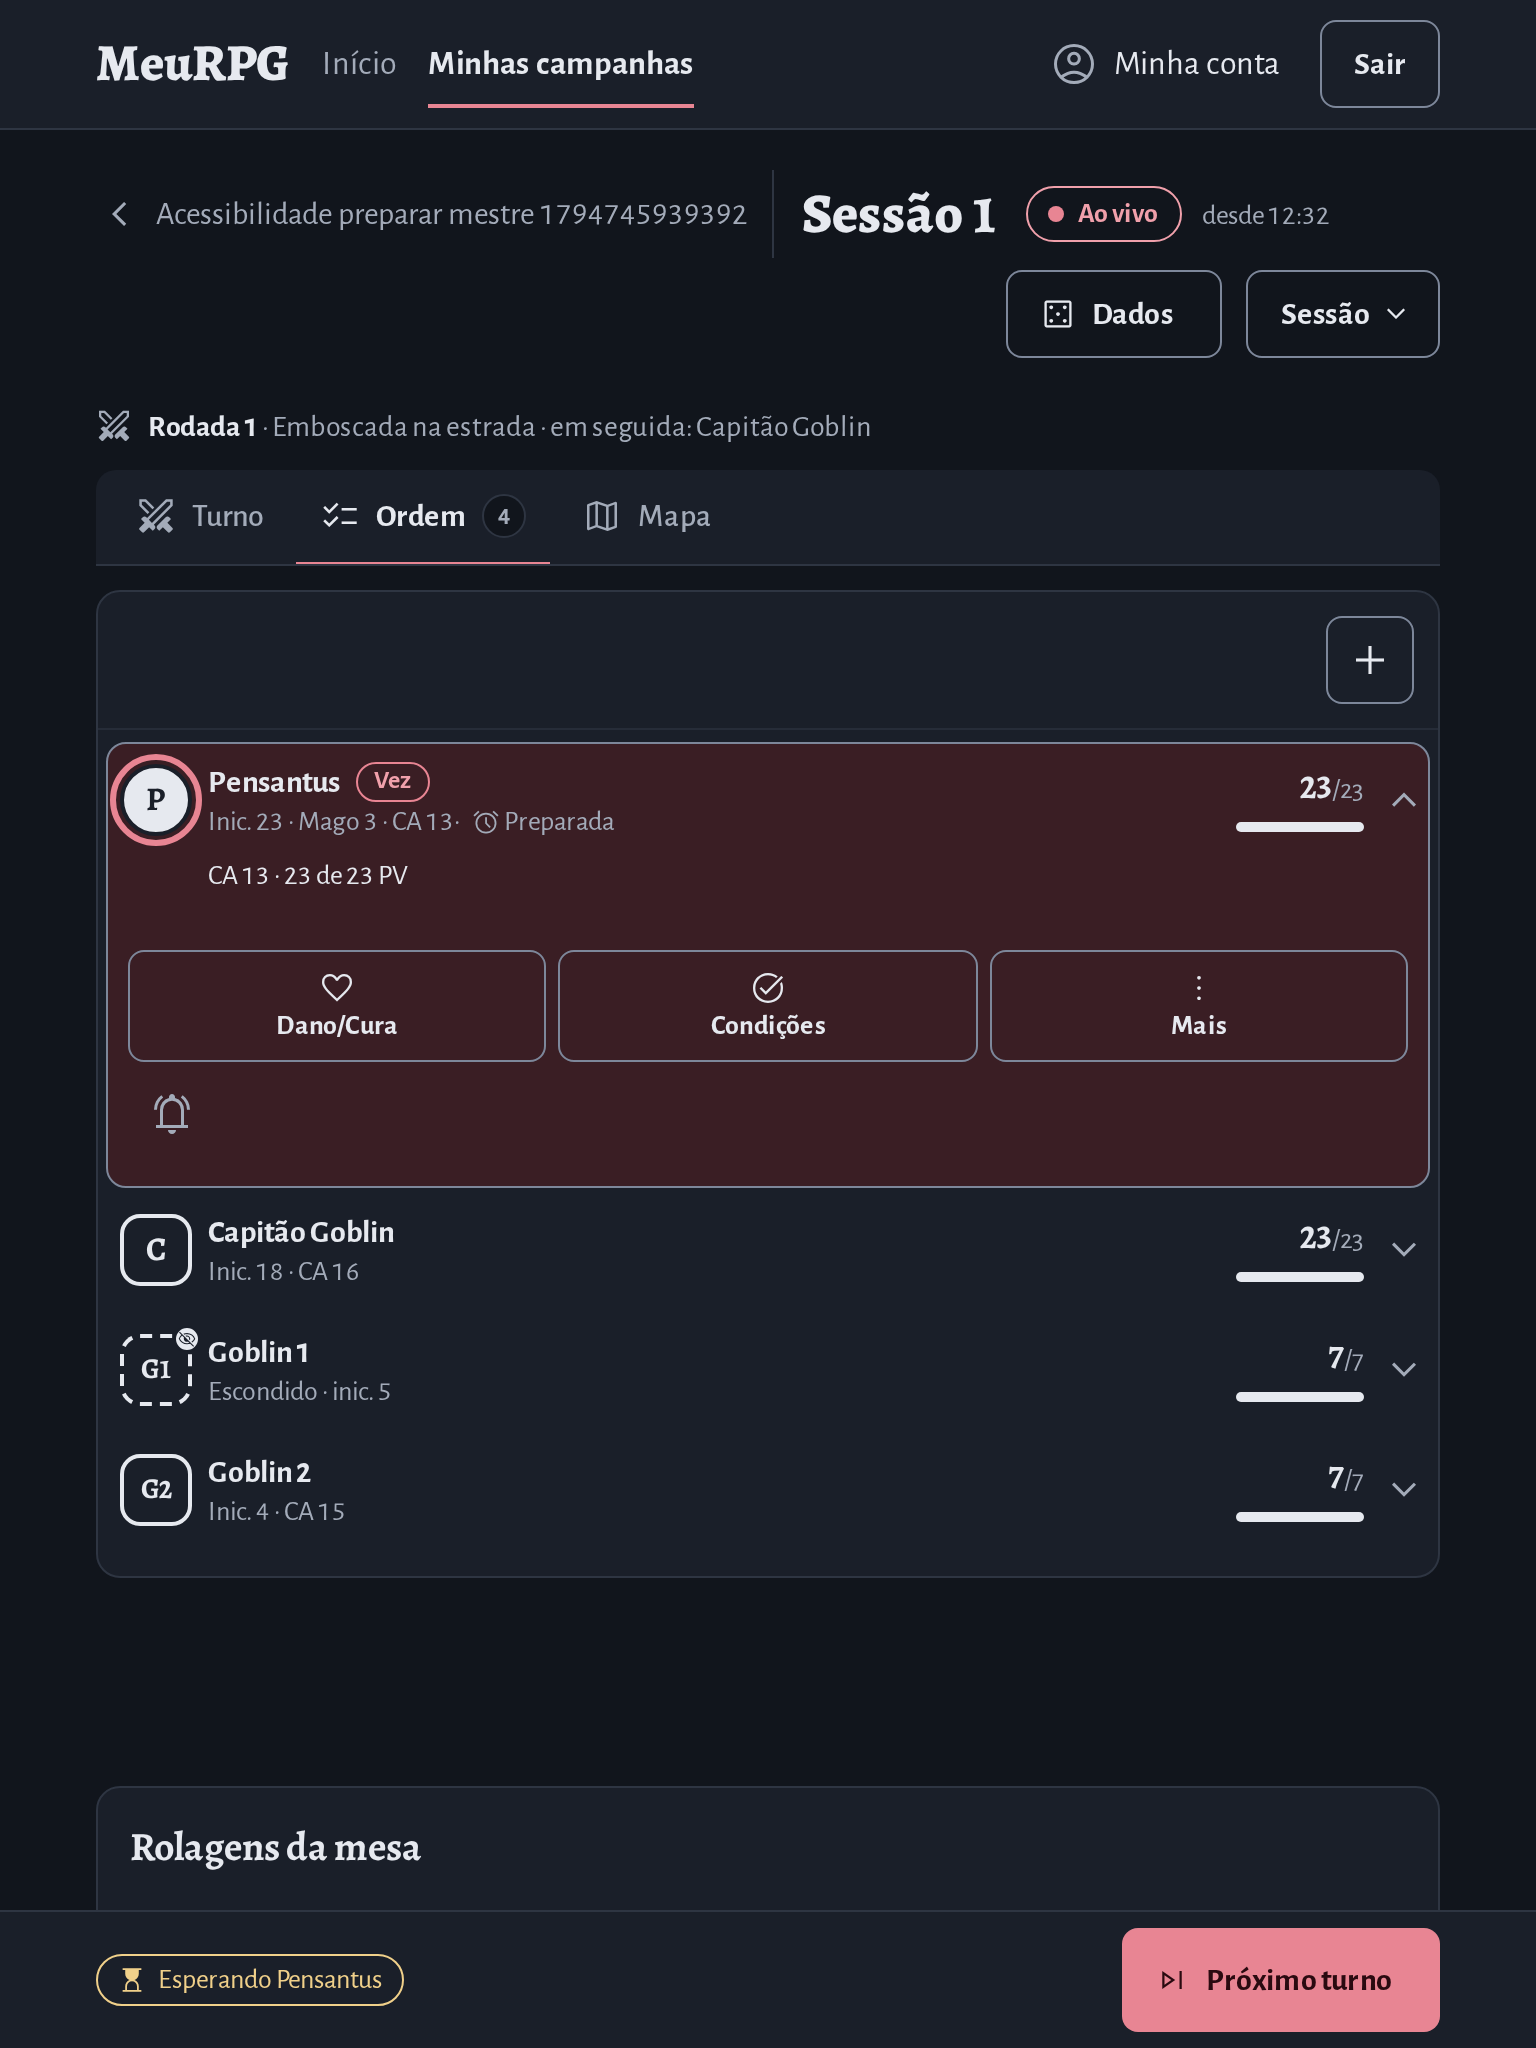 MeuRPG Início Minhas campanhas Minha conta Sair
Acessibilidade preparar mestre 1794745939392 Sessão 1 Ao vivo desde 12:32
Dados Sessão
Rodada 1 · Emboscada na estrada · em seguida: Capitão Goblin
Turno Ordem 4 Mapa
P Pensantus Vez 23/23
Inic. 23 · Mago 3 · CA 13 · Preparada
CA 13 · 23 de 23 PV
Dano/Cura Condições Mais
C Capitão Goblin 23/23
Inic. 18 · CA 16
G1 Goblin 1 7/7
Escondido · inic. 5
G2 Goblin 2 7/7
Inic. 4 · CA 15
Rolagens da mesa
Esperando Pensantus Próximo turno